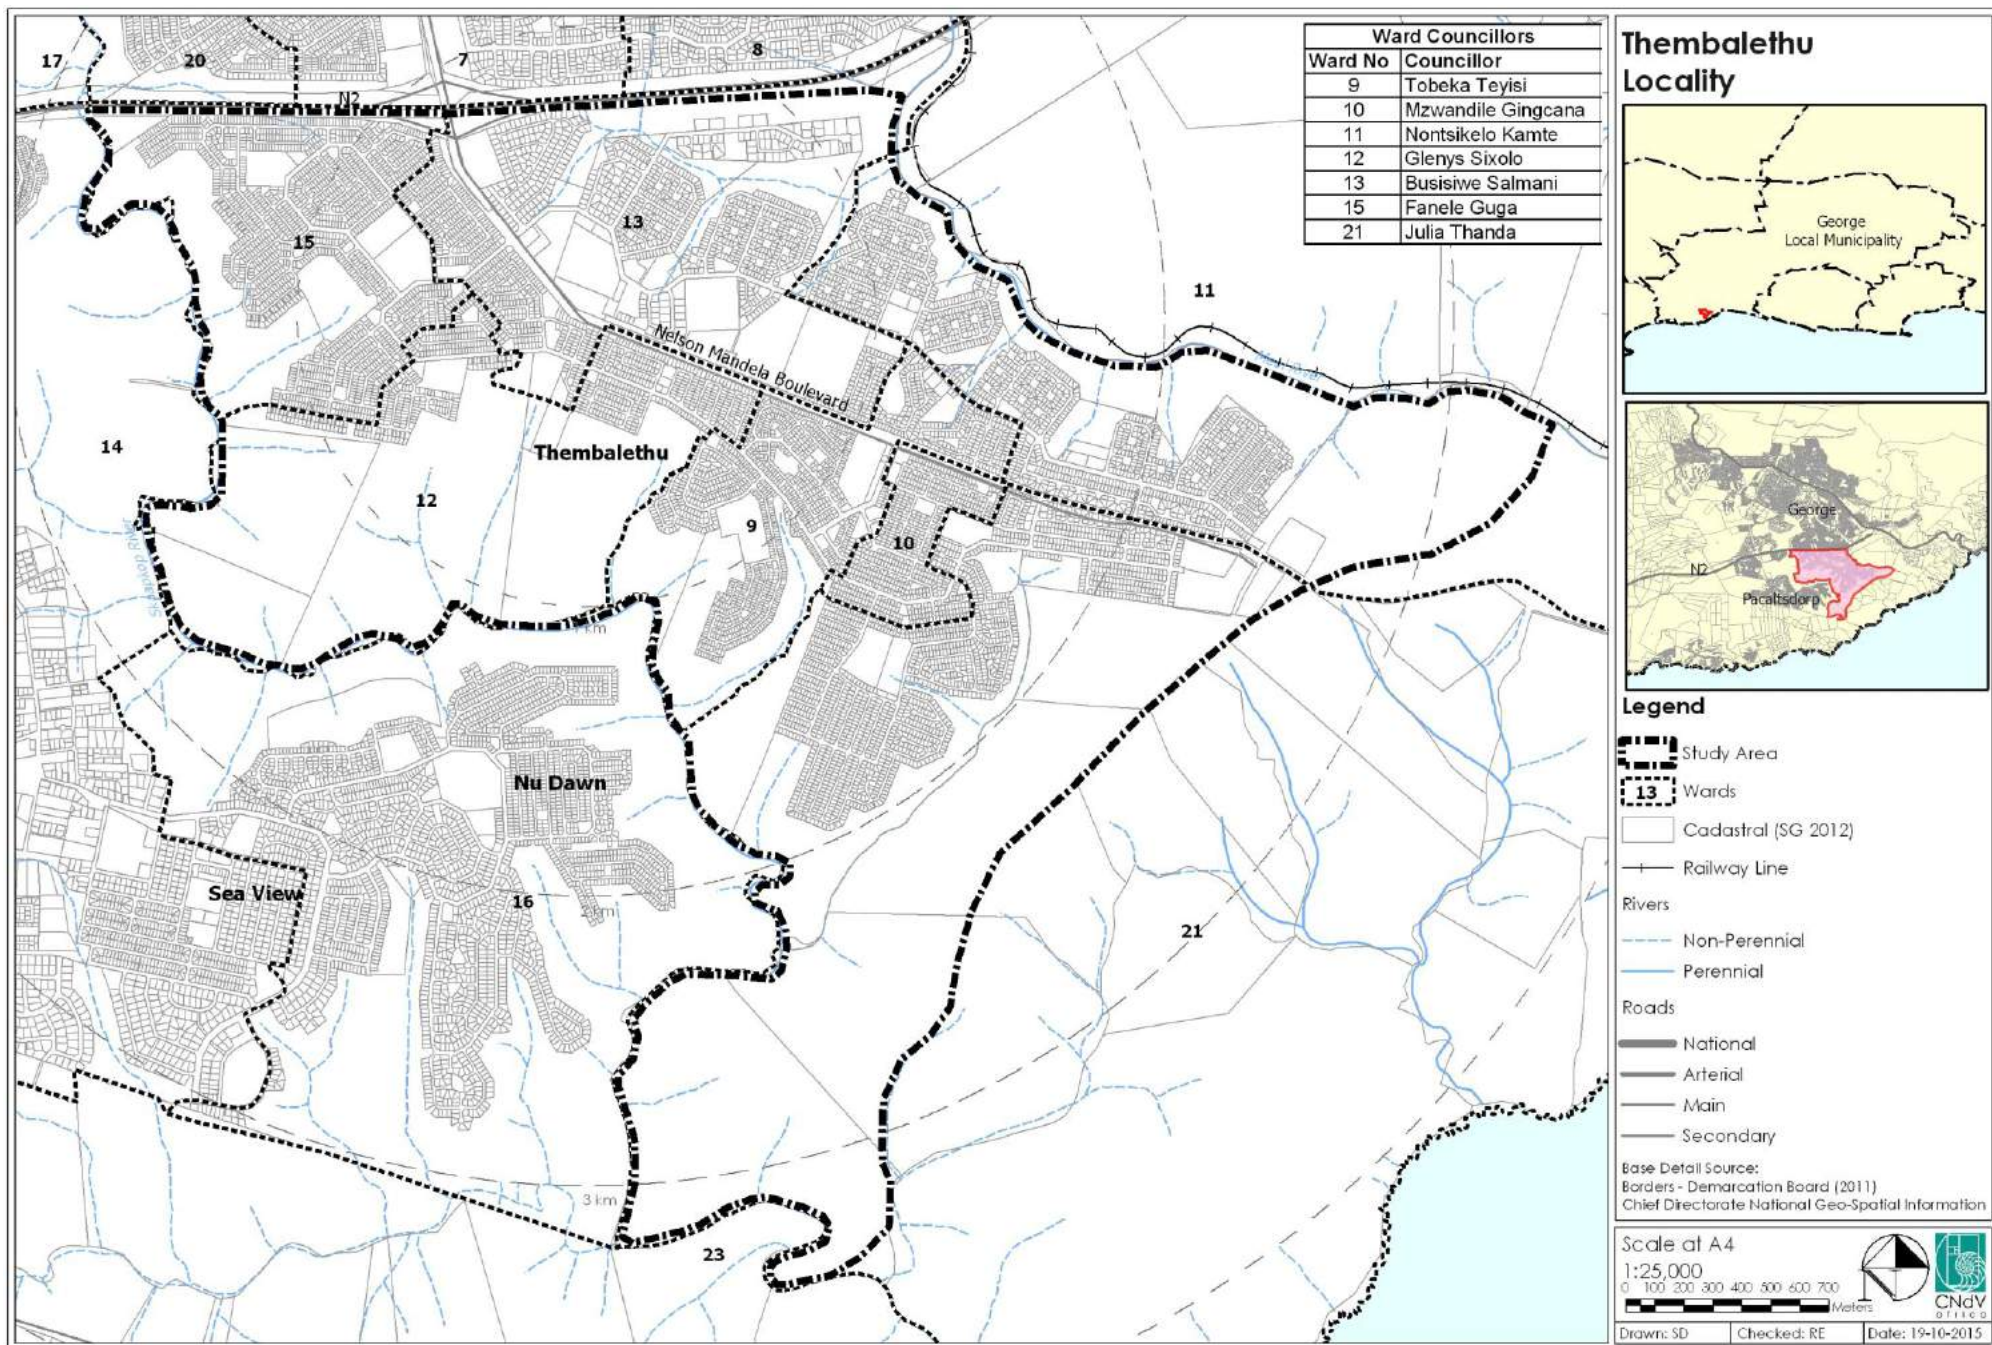 17
20
7
8
N2
15
13
11
Nelson Mandela Boulevard
14
Thembalethu
12
9
10
1 km
Nu Dawn
Sea View
16
2 km
21
3 km
23
Ward Councillors
Ward No Councillor
9 Tobeka Teyisi
10 Mzwandile Gingcana
11 Nontsikelo Kamte
12 Glenys Sixolo
13 Busisiwe Salmani
15 Fanele Guga
21 Julia Thanda
Thembalethu
Locality
George
Local Municipality
George
N2
Pacaltsdorp
Legend
Study Area
13 Wards
Cadastral (SG 2012)
Railway Line
Rivers
Non-Perennial
Perennial
Roads
National
Arterial
Main
Secondary
Base Detail Source:
Borders - Demarcation Board (2011)
Chief Directorate National Geo-Spatial Information
Scale at A4
1:25,000
0 100 200 300 400 500 600 700
Meters
CNdV
africa
Drawn: SD Checked: RE Date: 19-10-2015